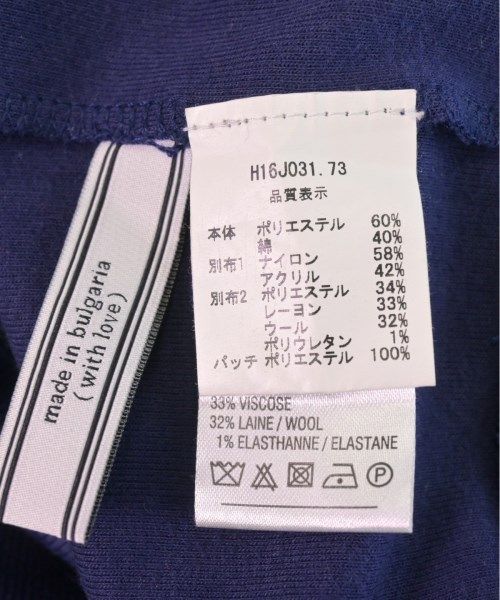 made in bulgaria
(with love)
H16J031.73
品質表示
本体 ポリエステル 60%
綿 40%
別布1 ナイロン 58%
アクリル 42%
別布2 ポリエステル 34%
レーヨン 33%
ウール 32%
ポリウレタン 1%
パッチ ポリエステル 100%
33% VISCOSE
32% LAINE / WOOL
1% ELASTHANNE / ELASTANE
P